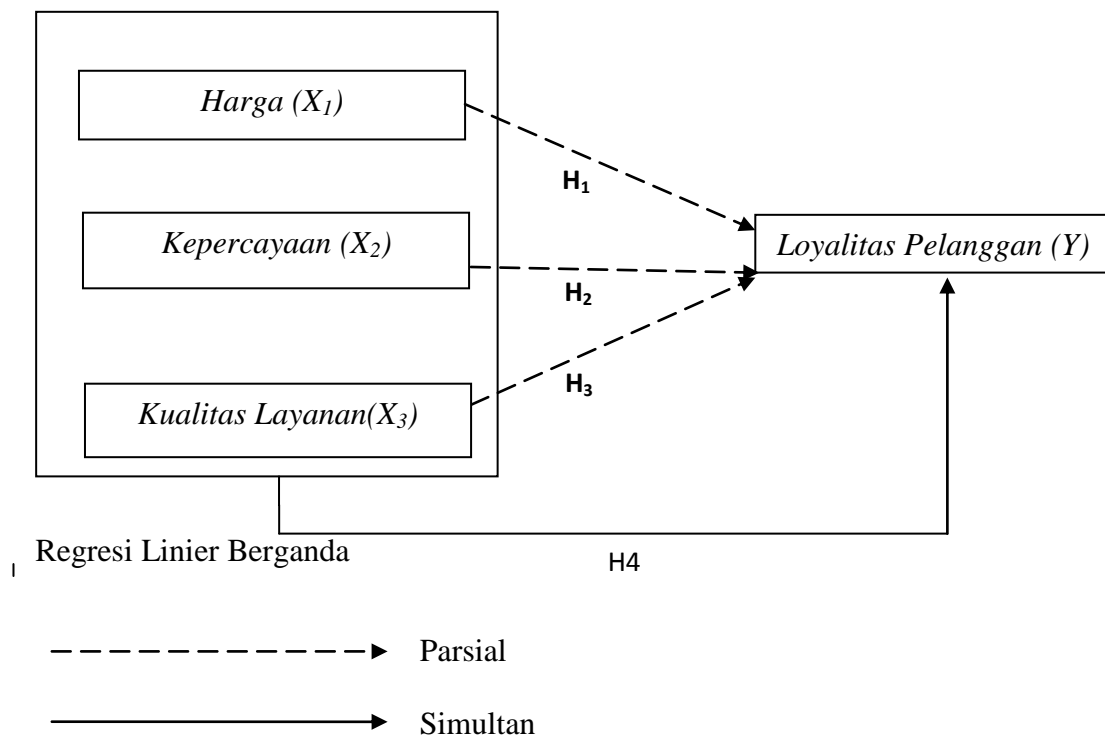 Harga (X₁)
H₁
Kepercayaan (X₂)
Loyalitas Pelanggan (Y)
H₂
H₃
Kualitas Layanan(X₃)
Regresi Linier Berganda
H4
Parsial
Simultan